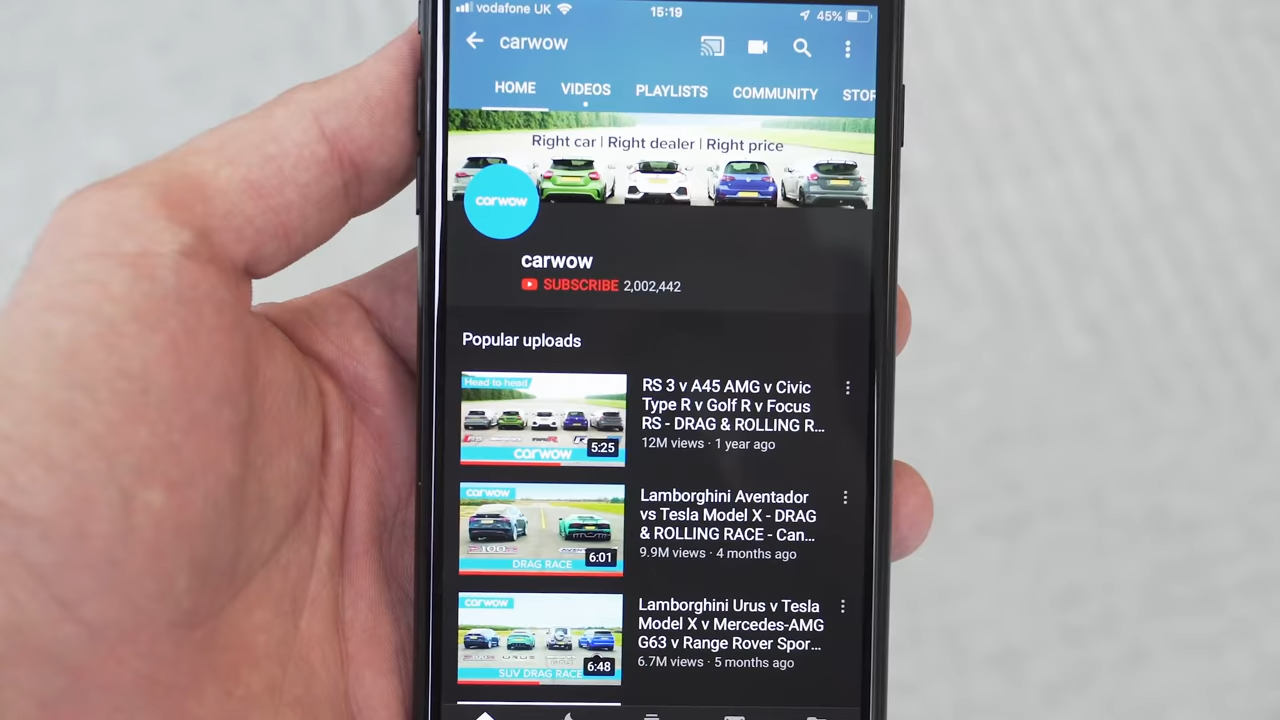 vodafone UK
15:19
45%
carwow
HOME VIDEOS PLAYLISTS COMMUNITY STOR
Right car | Right dealer | Right price
carwow
carwow
SUBSCRIBE 2,002,442
Popular uploads
Head to head
carwow
5:25
RS 3 v A45 AMG v Civic
Type R v Golf R v Focus
RS - DRAG & ROLLING R...
12M views · 1 year ago
carwow
DRAG RACE
6:01
Lamborghini Aventador
vs Tesla Model X - DRAG
& ROLLING RACE - Can...
9.9M views · 4 months ago
carwow
SUV DRAG RACE
6:48
Lamborghini Urus v Tesla
Model X v Mercedes-AMG
G63 v Range Rover Spor...
6.7M views · 5 months ago